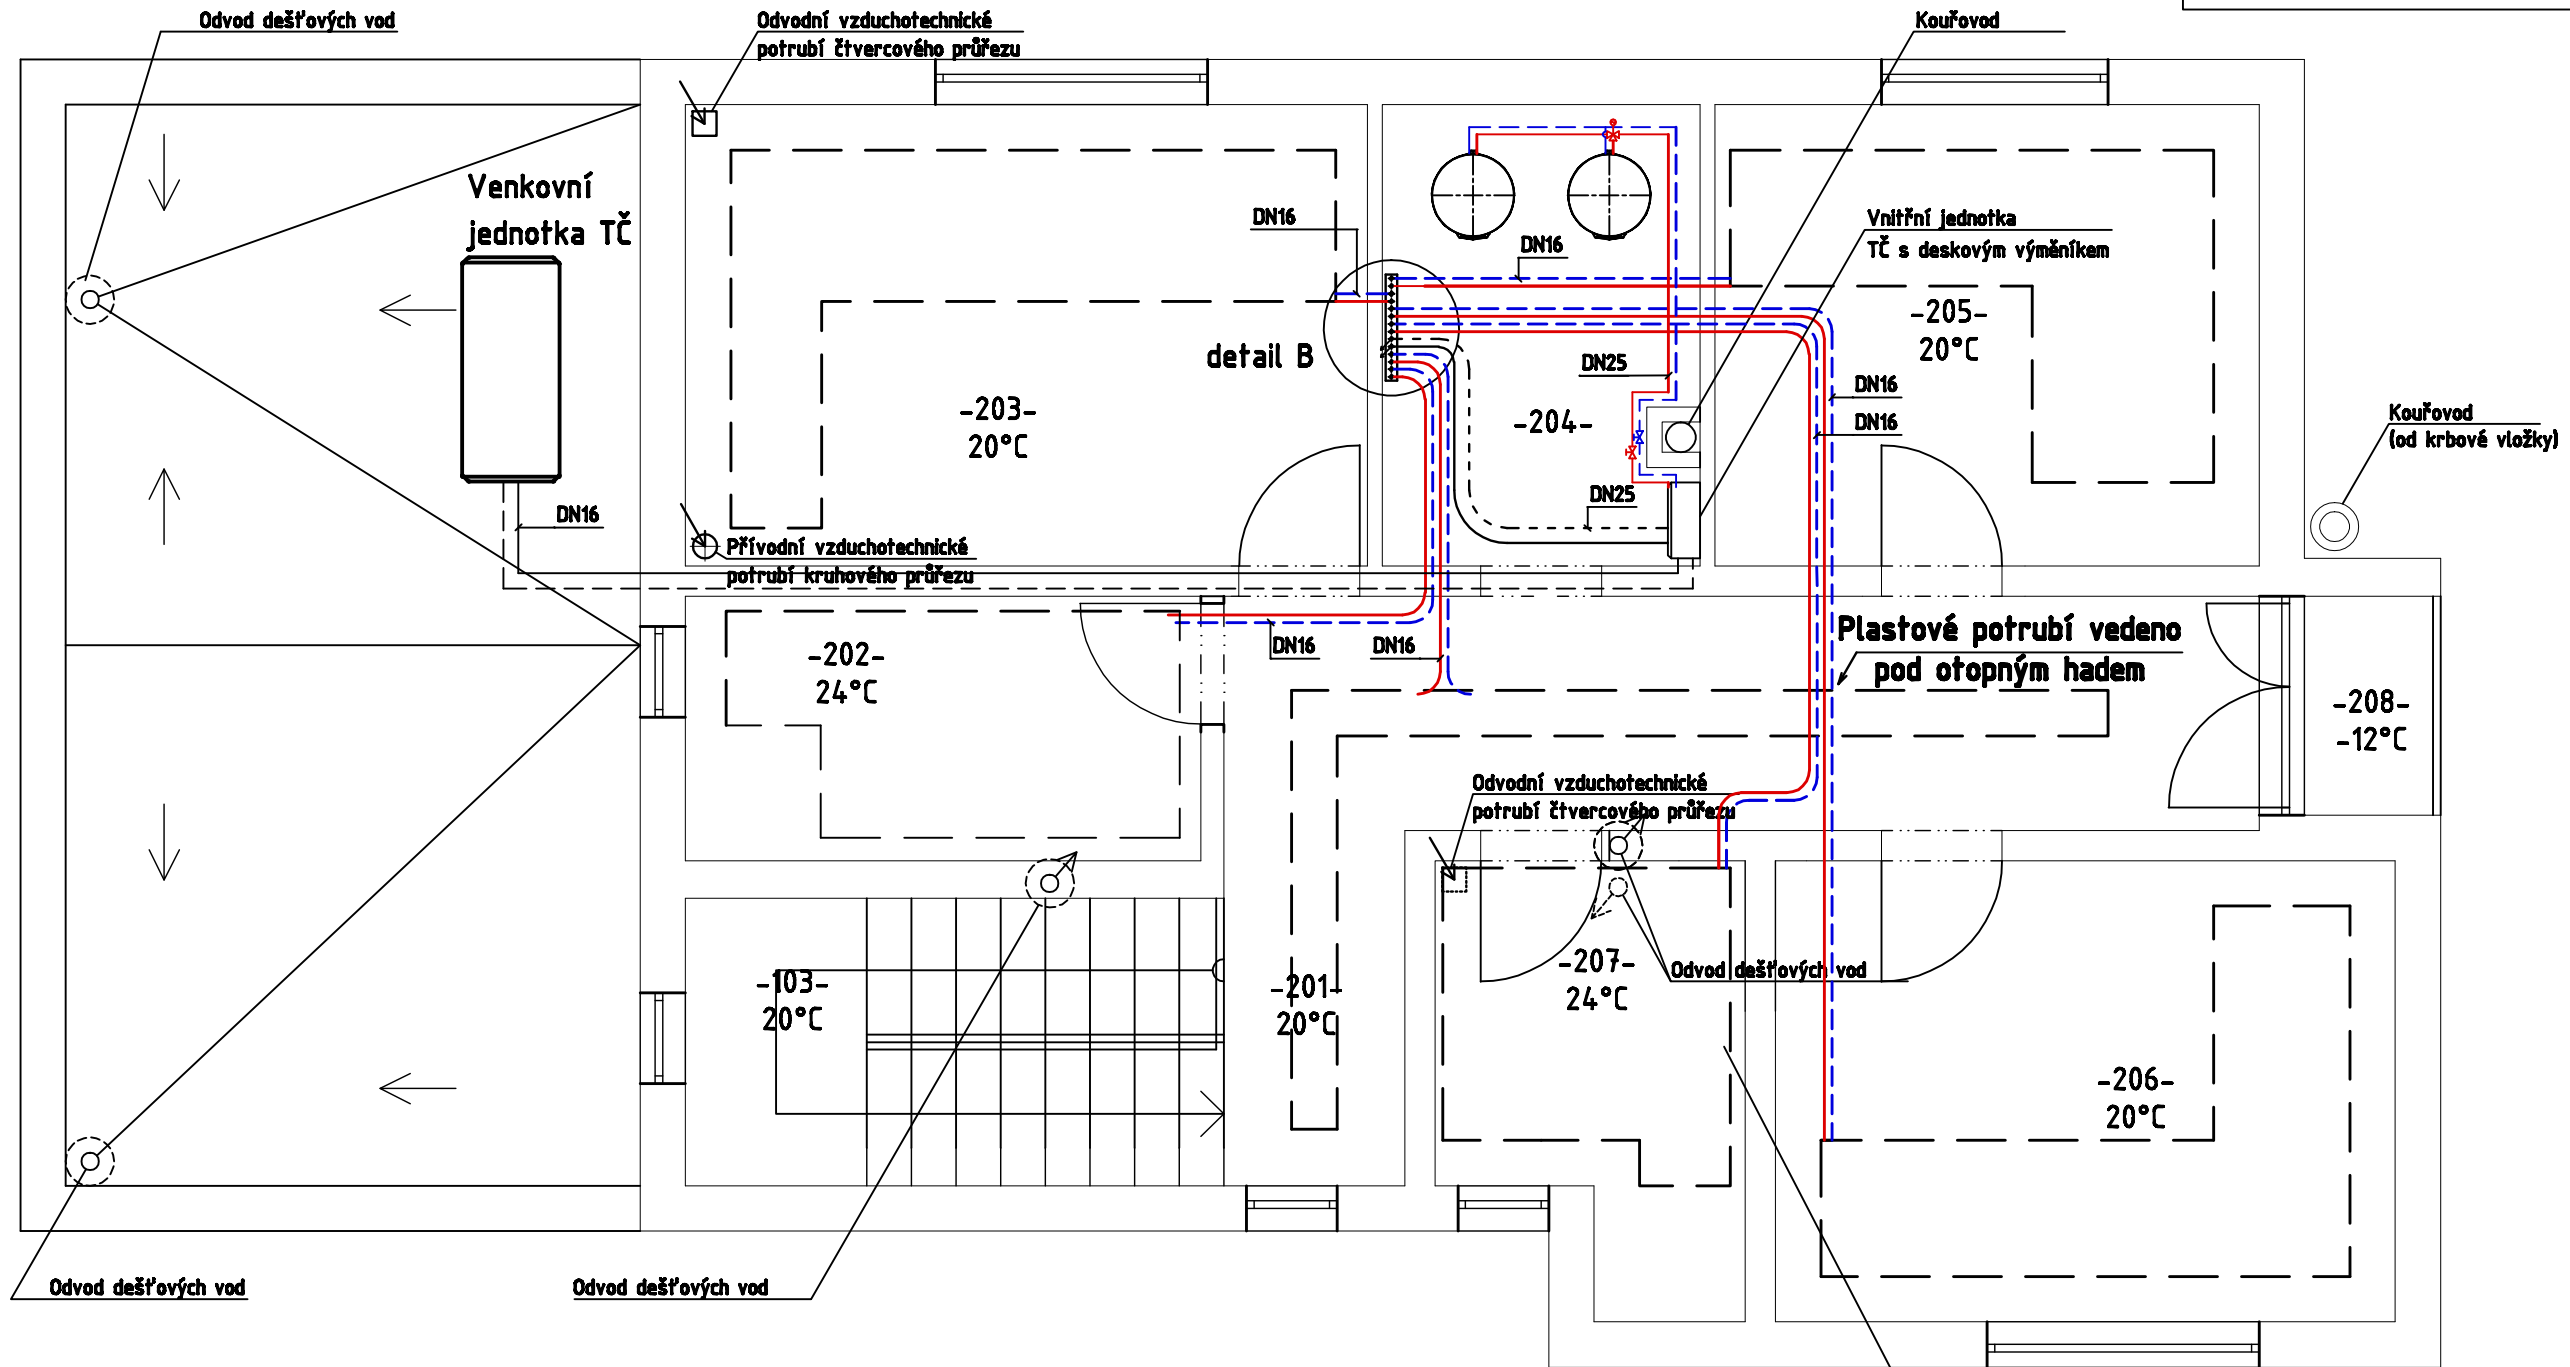 Odvod dešťových vod
Odvodní vzduchotechnické
potrubí čtvercového průřezu
Kouřovod
Venkovní
jednotka TČ
DN16
DN16
Vnitřní jednotka
TČ s deskovým výměníkem
-205-
20°C
detail B
DN25
DN16
DN16
-203-
20°C
-204-
Kouřovod
(od krbové vložky)
DN25
DN16
Přívodní vzduchotechnické
potrubí kruhového průřezu
Plastové potrubí vedeno
pod otopným hadem
-202-
24°C
DN16
DN16
-208-
-12°C
Odvodní vzduchotechnické
potrubí čtvercového průřezu
-207-
24°C
Odvod dešťových vod
-103-
20°C
-201-
20°C
-206-
20°C
Odvod dešťových vod
Odvod dešťových vod